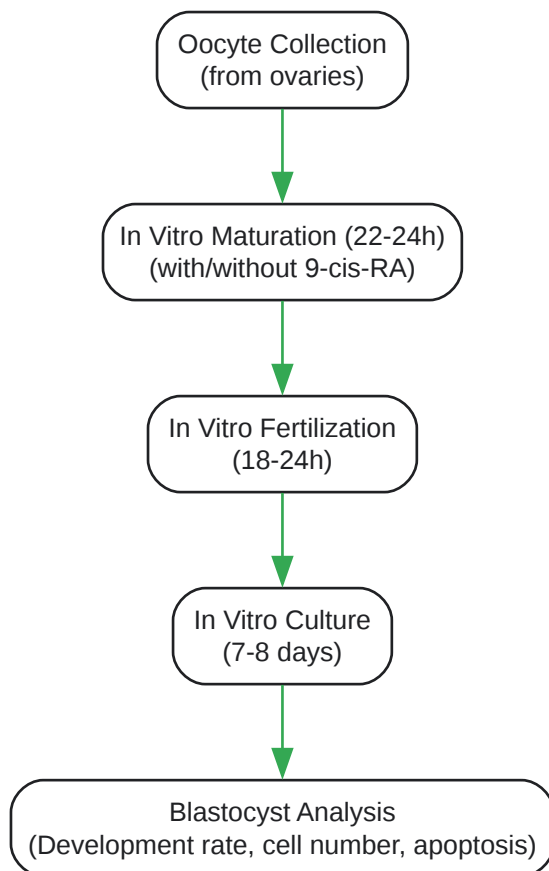 Oocyte Collection
(from ovaries)
In Vitro Maturation (22-24h)
(with/without 9-cis-RA)
In Vitro Fertilization
(18-24h)
In Vitro Culture
(7-8 days)
Blastocyst Analysis
(Development rate, cell number, apoptosis)